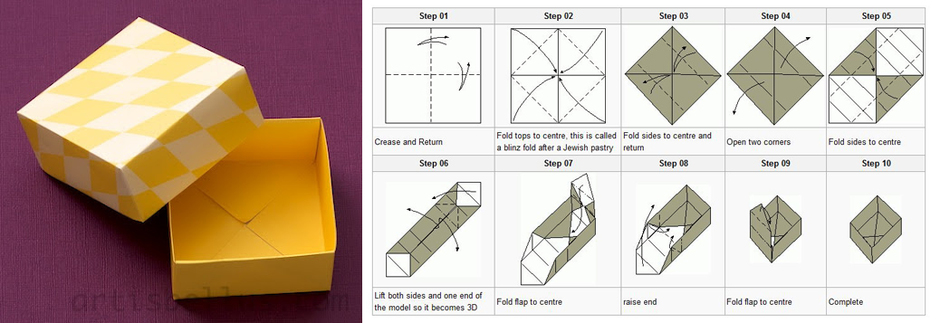 Step 01 Step 02 Step 03 Step 04 Step 05
Crease and Return
Fold tops to centre, this is called
a blinz fold after a Jewish pastry
Fold sides to centre and
return
Open two corners
Fold sides to centre
Step 06 Step 07 Step 08 Step 09 Step 10
Lift both sides and one end of
the model so it becomes 3D
Fold flap to centre
raise end
Fold flap to centre
Complete